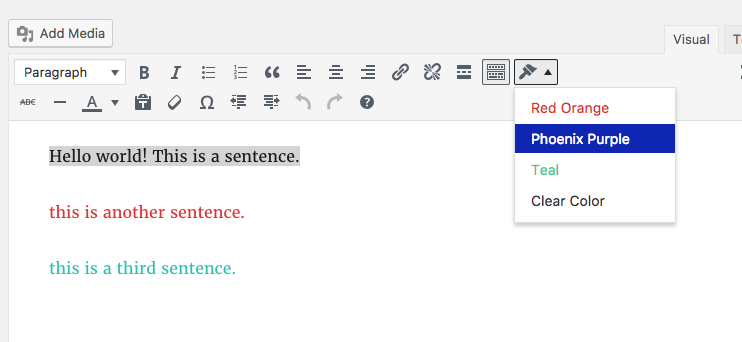 Add Media
Visual
Paragraph
B I
ABC
A
Red Orange
Phoenix Purple
Teal
Clear Color
Hello world! This is a sentence.
this is another sentence.
this is a third sentence.